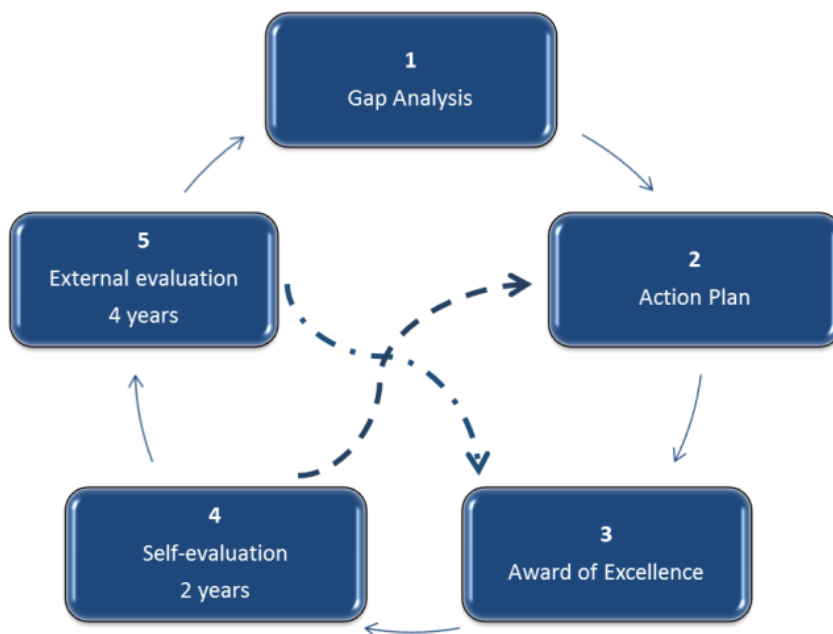 1
Gap Analysis
2
Action Plan
3
Award of Excellence
4
Self-evaluation
2 years
5
External evaluation
4 years